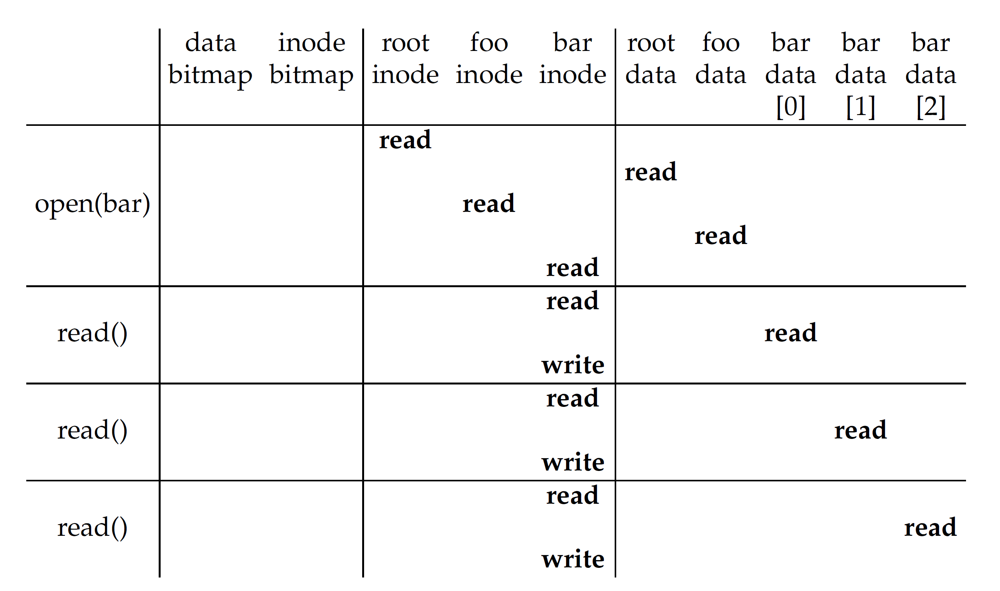 data inode root foo bar root foo bar bar bar
bitmap bitmap inode inode inode data data data data data
[0] [1] [2]
read
read
open(bar) read
read
read
read
read() read
write
read
read() read
write
read
read() read
write